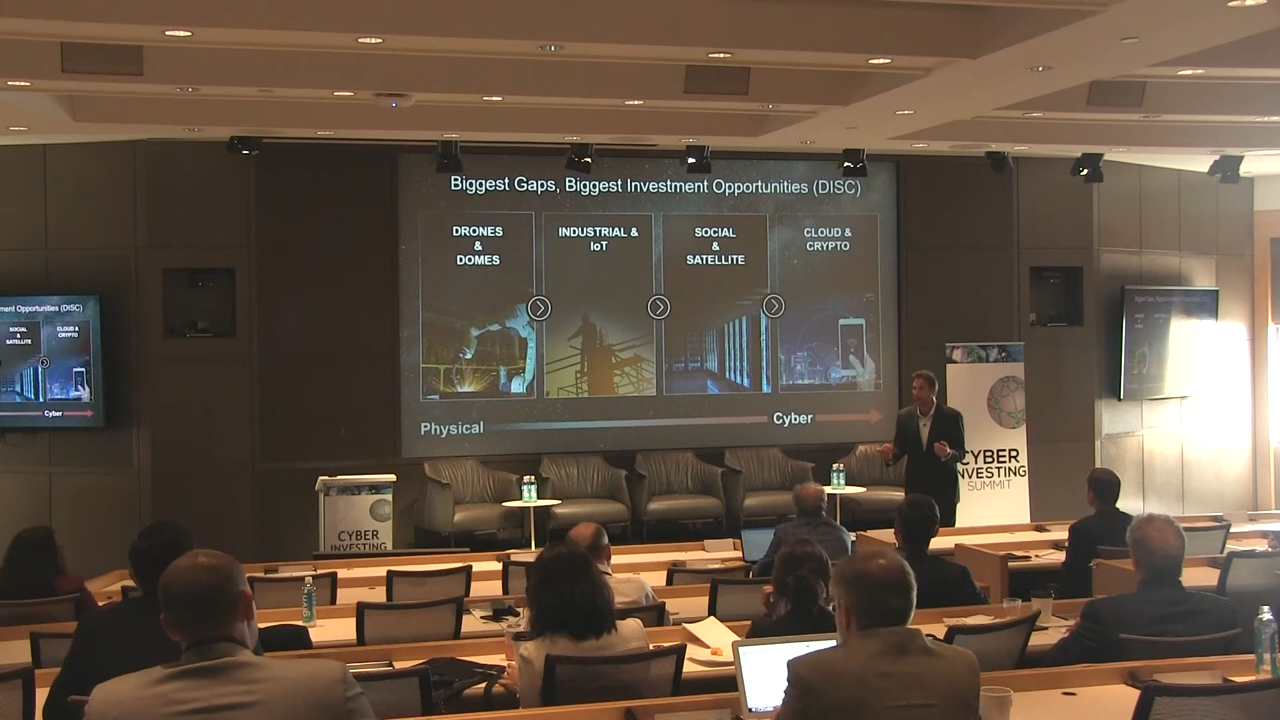 Biggest Gaps, Biggest Investment Opportunities (DISC)
DRONES
&
DOMES
INDUSTRIAL &
IoT
SOCIAL
&
SATELLITE
CLOUD &
CRYPTO
Physical
Cyber
ment Opportunities (DISC)
SOCIAL
&
SATELLITE
CLOUD &
CRYPTO
Cyber
CYBER
INVESTING
CYBER
INVESTING
SUMMIT